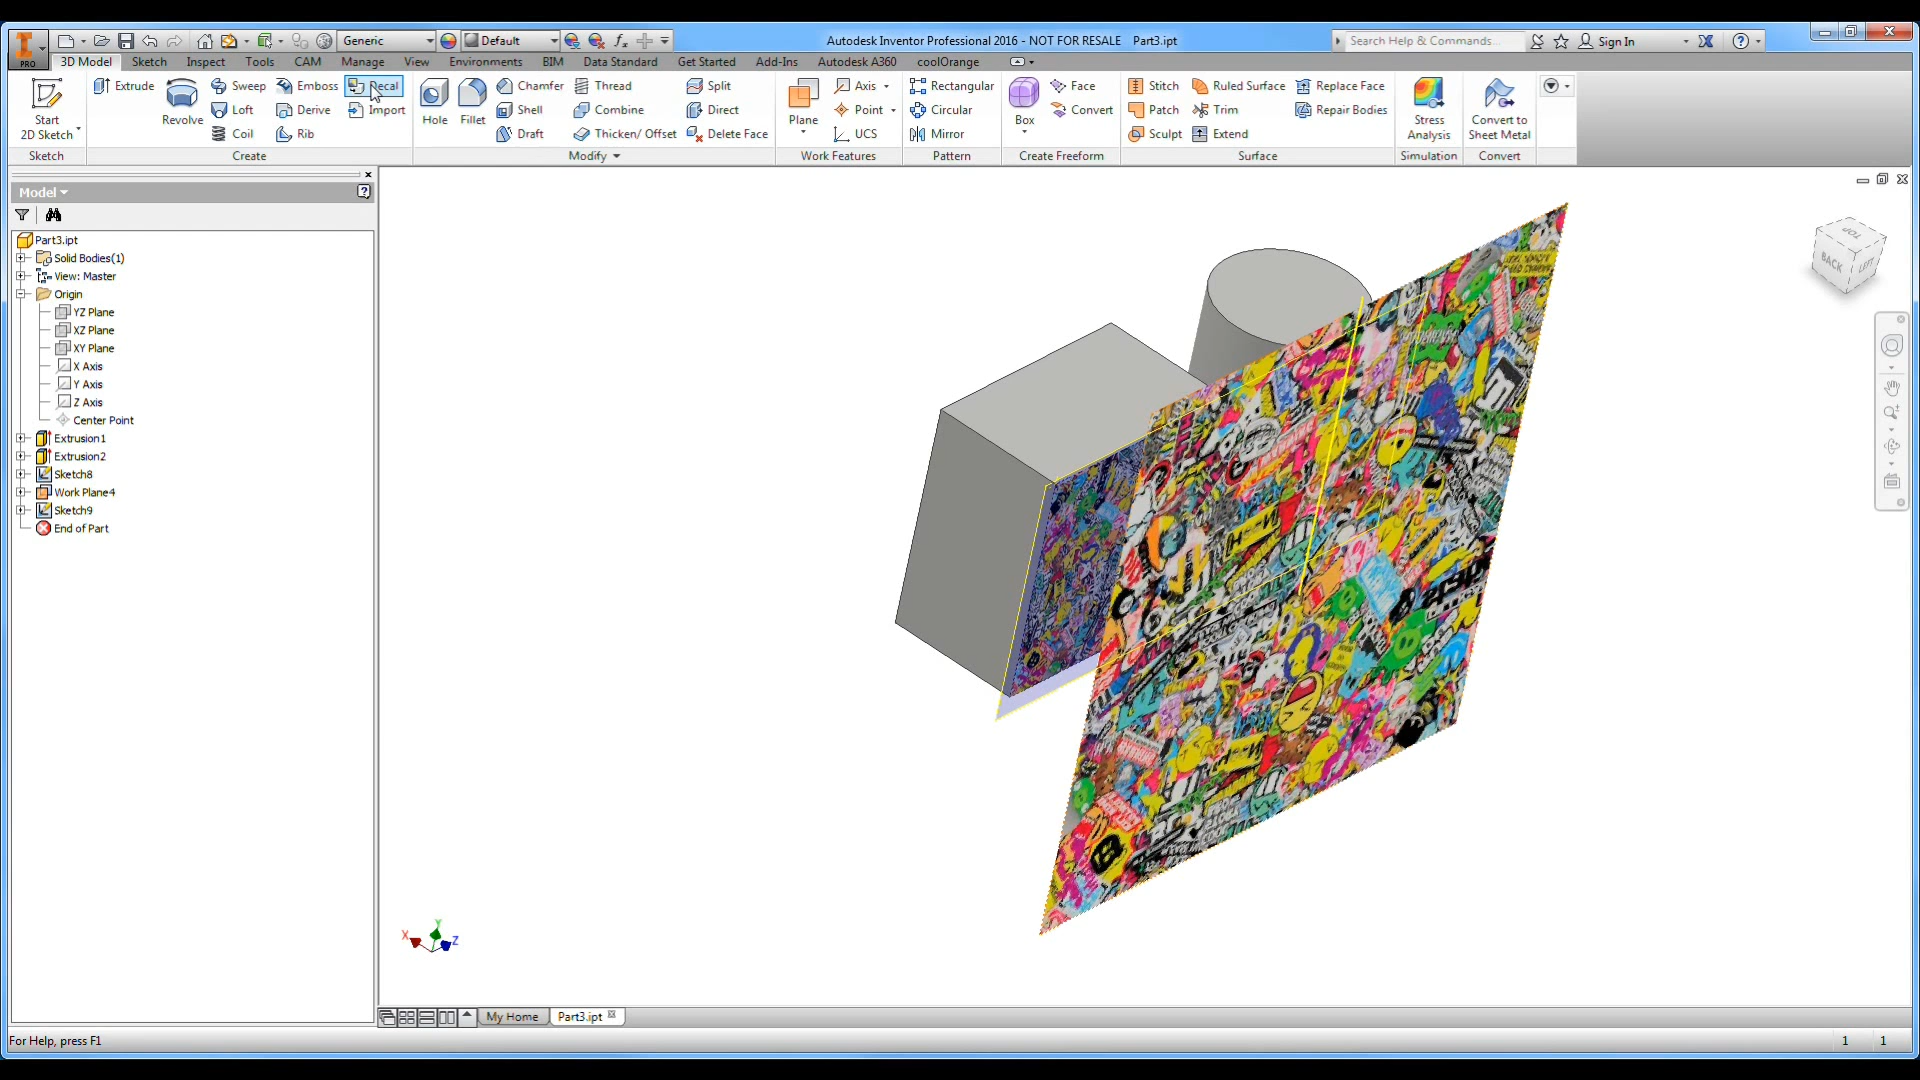 PRO
Generic
Default
Autodesk Inventor Professional 2016 - NOT FOR RESALE Part3.ipt
Search Help & Commands...
Sign In
3D Model
Sketch
Inspect
Tools
CAM
Manage
View
Environments
BIM
Data Standard
Get Started
Add-Ins
Autodesk A360
coolOrange
Start
2D Sketch
Extrude
Revolve
Sweep
Loft
Coil
Emboss
Derive
Rib
Decal
Import
Hole
Fillet
Chamfer
Shell
Draft
Thread
Combine
Thicken/ Offset
Split
Direct
Delete Face
Plane
Axis
Point
UCS
Rectangular
Circular
Mirror
Box
Face
Convert
Stitch
Patch
Sculpt
Ruled Surface
Trim
Extend
Replace Face
Repair Bodies
Stress
Analysis
Convert to
Sheet Metal
Sketch
Create
Modify
Work Features
Pattern
Create Freeform
Surface
Simulation
Convert
Model
Part3.ipt
Solid Bodies(1)
View: Master
Origin
YZ Plane
XZ Plane
XY Plane
X Axis
Y Axis
Z Axis
Center Point
Extrusion1
Extrusion2
Sketch8
Work Plane4
Sketch9
End of Part
TOP
BACK
LEFT
X
Y
Z
My Home
Part3.ipt
For Help, press F1
1
1